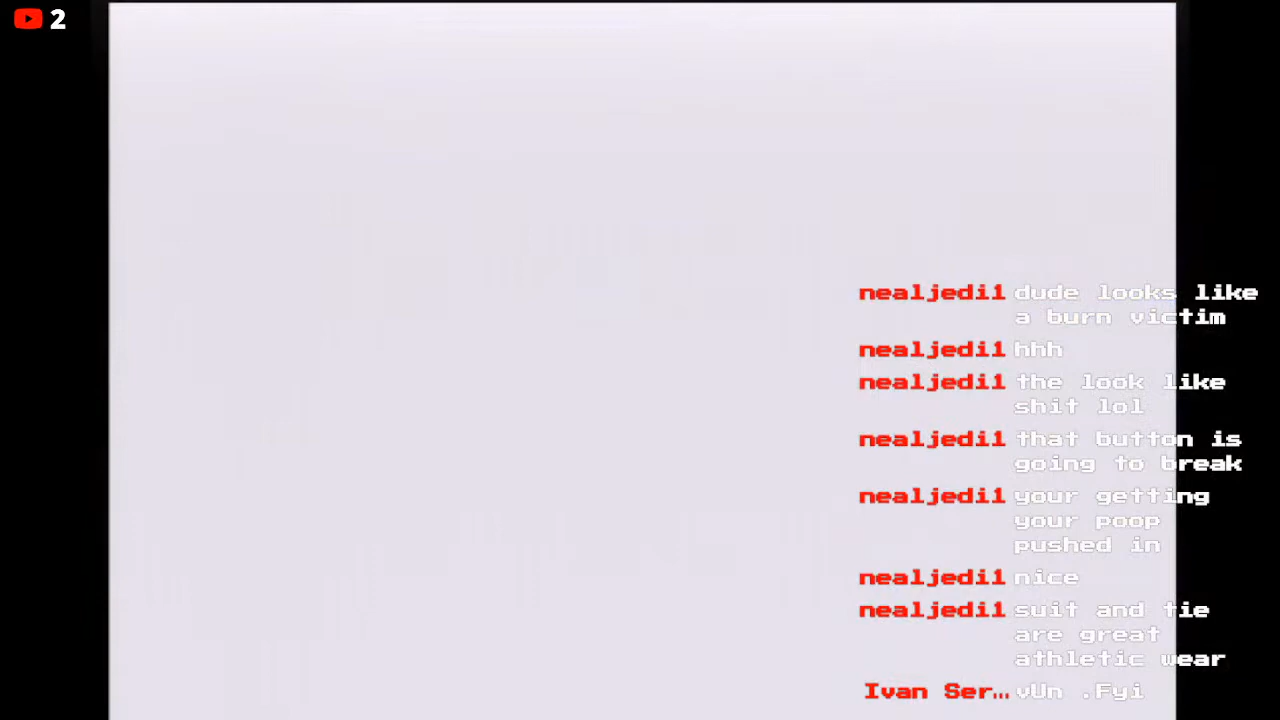 2
nealjedi1 dude looks like
a burn victim
nealjedi1 hhh
nealjedi1 the look like
shit lol
nealjedi1 that button is
going to break
nealjedi1 your getting
your poop
pushed in
nealjedi1 nice
nealjedi1 suit and tie
are great
athletic wear
Ivan Ser… vUn .Fyi